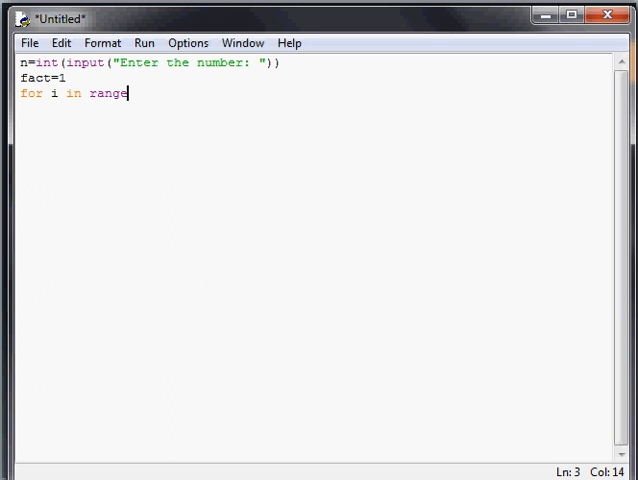 *Untitled*
File Edit Format Run Options Window Help
n=int(input("Enter the number: "))
fact=1
for i in range
Ln: 3 Col: 14